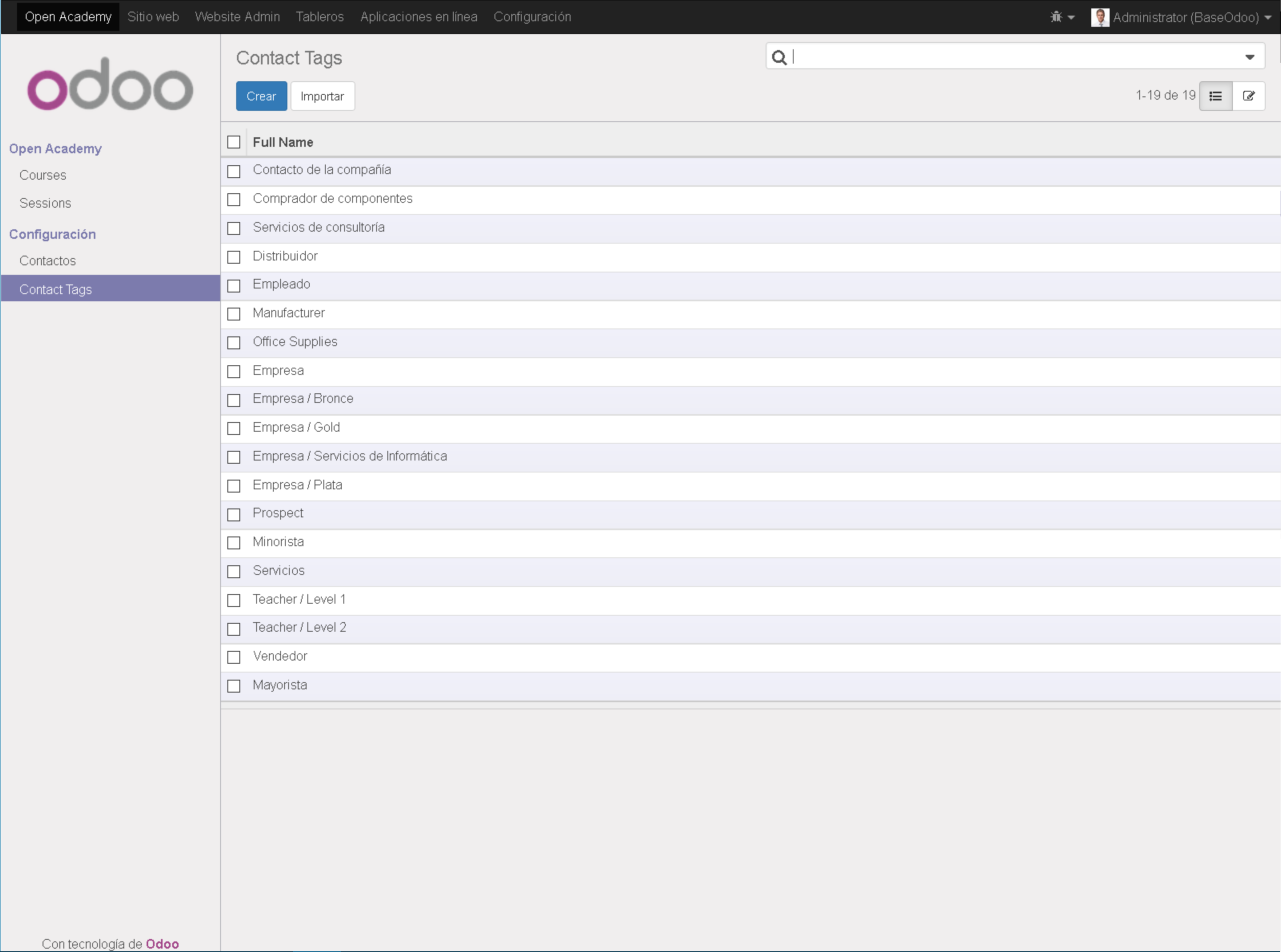 Open Academy Sitio web Website Admin Tableros Aplicaciones en línea Configuración Administrator (BaseOdoo)
odoo
Open Academy
Courses
Sessions
Configuración
Contactos
Contact Tags
Con tecnología de Odoo
Contact Tags
Crear Importar 1-19 de 19
Full Name
Contacto de la compañía
Comprador de componentes
Servicios de consultoría
Distribuidor
Empleado
Manufacturer
Office Supplies
Empresa
Empresa / Bronce
Empresa / Gold
Empresa / Servicios de Informática
Empresa / Plata
Prospect
Minorista
Servicios
Teacher / Level 1
Teacher / Level 2
Vendedor
Mayorista